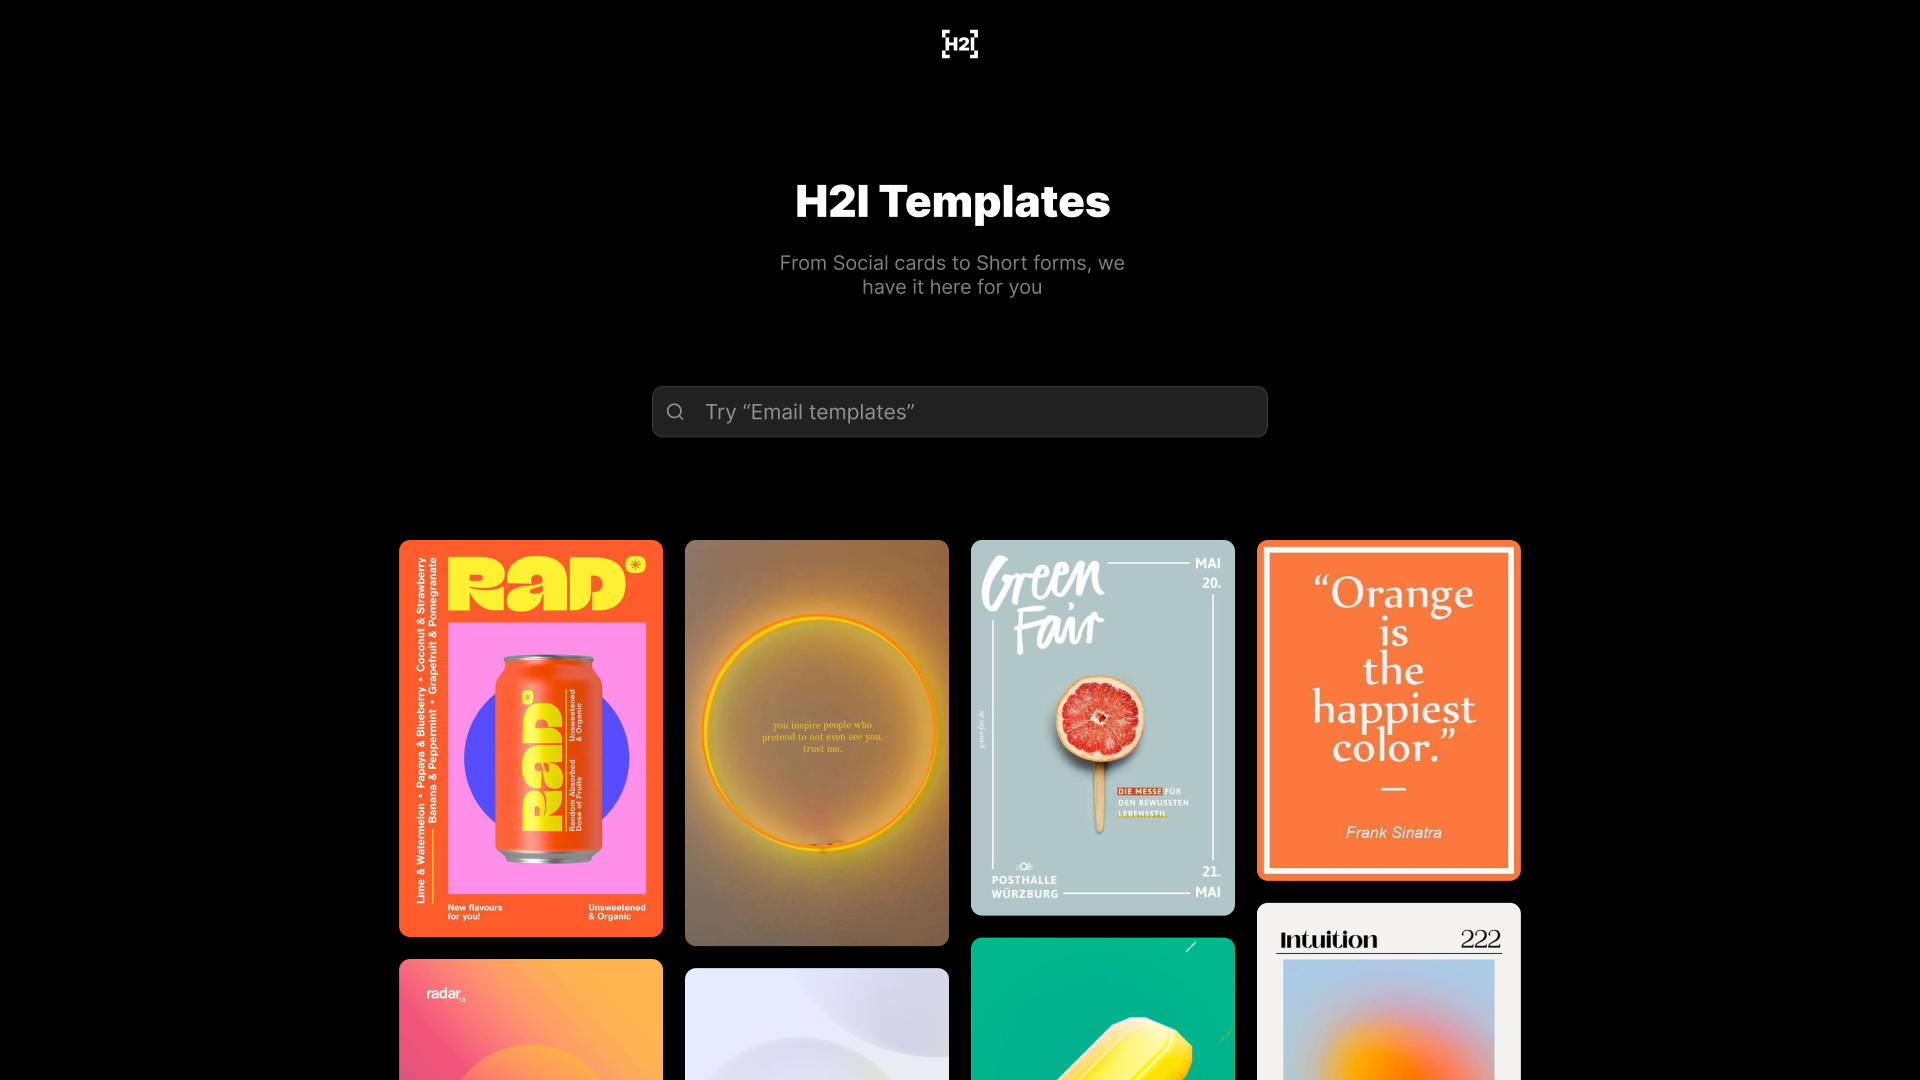 H2I
H2I Templates
From Social cards to Short forms, we
have it here for you
Try “Email templates”
RAD
Lime & Watermelon • Papaya & Blueberry • Coconut & Strawberry
Banana & Peppermint • Grapefruit & Pomegranate
RAD
Unsweetened
& Organic
Random Absorbed
Dose of Fruits
New flavours
for you!
Unsweetened
& Organic
you inspire people who
pretend to not even see you.
trust me.
Green
Fair
MAI
20.
DIE MESSE FÜR
DEN BEWUSSTEN
LEBENSSTIL
21.
MAI
POSTHALLE
WÜRZBURG
“Orange
is
the
happiest
color.”
Frank Sinatra
radar
Intuition 222